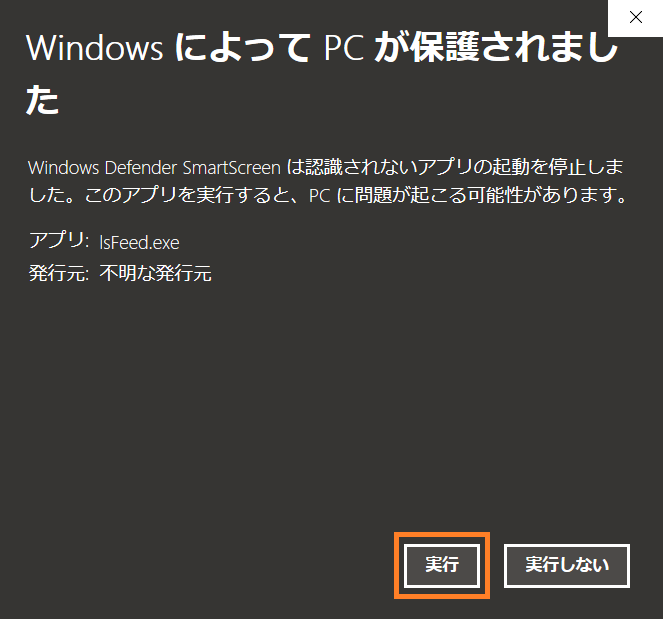 Windows によって PC が保護されまし
た
Windows Defender SmartScreen は認識されないアプリの起動を停止しま
した。このアプリを実行すると、PC に問題が起こる可能性があります。
アプリ: lsFeed.exe
発行元: 不明な発行元
実行 実行しない